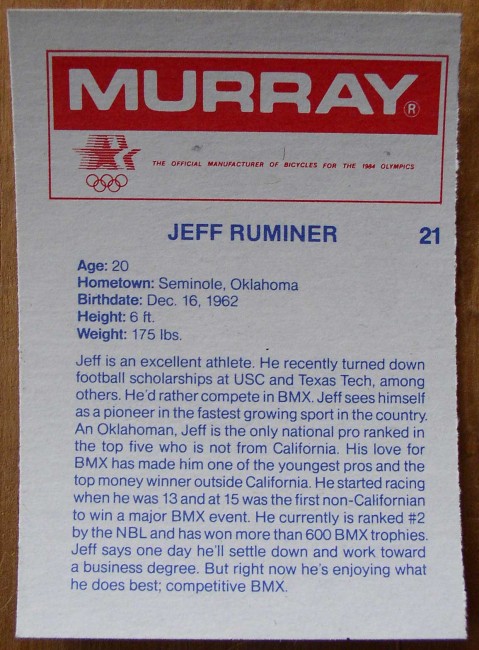 MURRAY®
THE OFFICIAL MANUFACTURER OF BICYCLES FOR THE 1984 OLYMPICS
JEFF RUMINER 21
Age: 20
Hometown: Seminole, Oklahoma
Birthdate: Dec. 16, 1962
Height: 6 ft.
Weight: 175 lbs.
Jeff is an excellent athlete. He recently turned down
football scholarships at USC and Texas Tech, among
others. He'd rather compete in BMX. Jeff sees himself
as a pioneer in the fastest growing sport in the country.
An Oklahoman, Jeff is the only national pro ranked in
the top five who is not from California. His love for
BMX has made him one of the youngest pros and the
top money winner outside California. He started racing
when he was 13 and at 15 was the first non-Californian
to win a major BMX event. He currently is ranked #2
by the NBL and has won more than 600 BMX trophies.
Jeff says one day he'll settle down and work toward
a business degree. But right now he's enjoying what
he does best; competitive BMX.